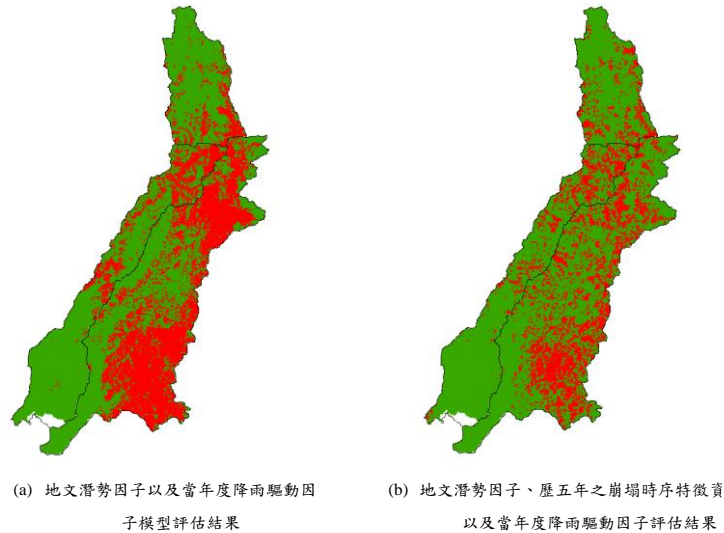 (a) 地文潛勢因子以及當年度降雨驅動因
子模型評估結果
(b) 地文潛勢因子、歷五年之崩塌時序特徵資
以及當年度降雨驅動因子評估結果